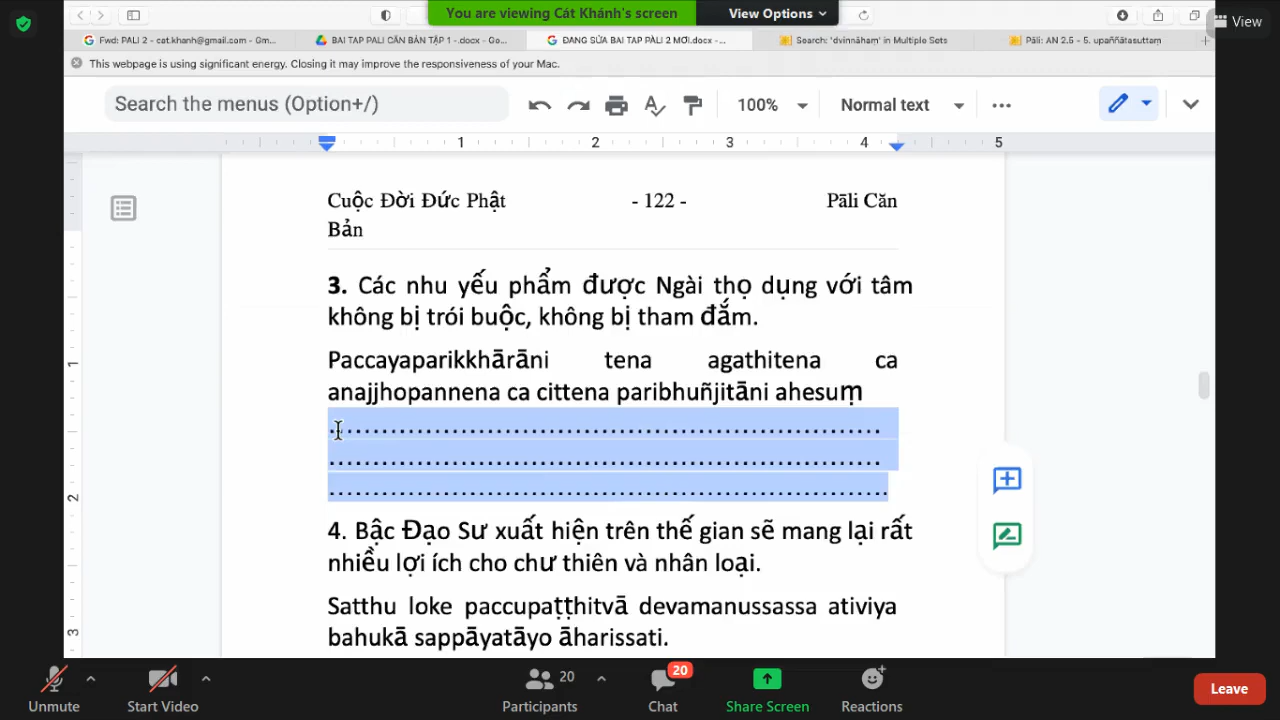 You are viewing Cát Khánh's screen
View Options
View
Fwd: PALI 2 - cat.khanh@gmail.com - Gm...
BAI TAP PALI CĂN BẢN TẬP 1 -.docx - Go...
ĐANG SỬA BAI TẬP PÀLI 2 MỚI.docx -...
Search: 'dvinnāhaṃ' in Multiple Sets
Pāli: AN 2.5 - 5. upaññātasuttaṃ
This webpage is using significant energy. Closing it may improve the responsiveness of your Mac.
Search the menus (Option+/)
100%
Normal text
1 2 3 4 5
Cuộc Đời Đức Phật - 122 - Pāli Căn
Bản
3. Các nhu yếu phẩm được Ngài thọ dụng với tâm
không bị trói buộc, không bị tham đắm.
Paccayaparikkhārāni tena agathitena ca
anajjhopannena ca cittena paribhuñjitāni ahesuṃ
..............................................................
..............................................................
...............................................................
4. Bậc Đạo Sư xuất hiện trên thế gian sẽ mang lại rất
nhiều lợi ích cho chư thiên và nhân loại.
Satthu loke paccupaṭṭhitvā devamanussassa ativiya
bahukā sappāyatāyo āharissati.
1
2
3
Unmute
Start Video
Participants
20
Chat
20
Share Screen
Reactions
Leave